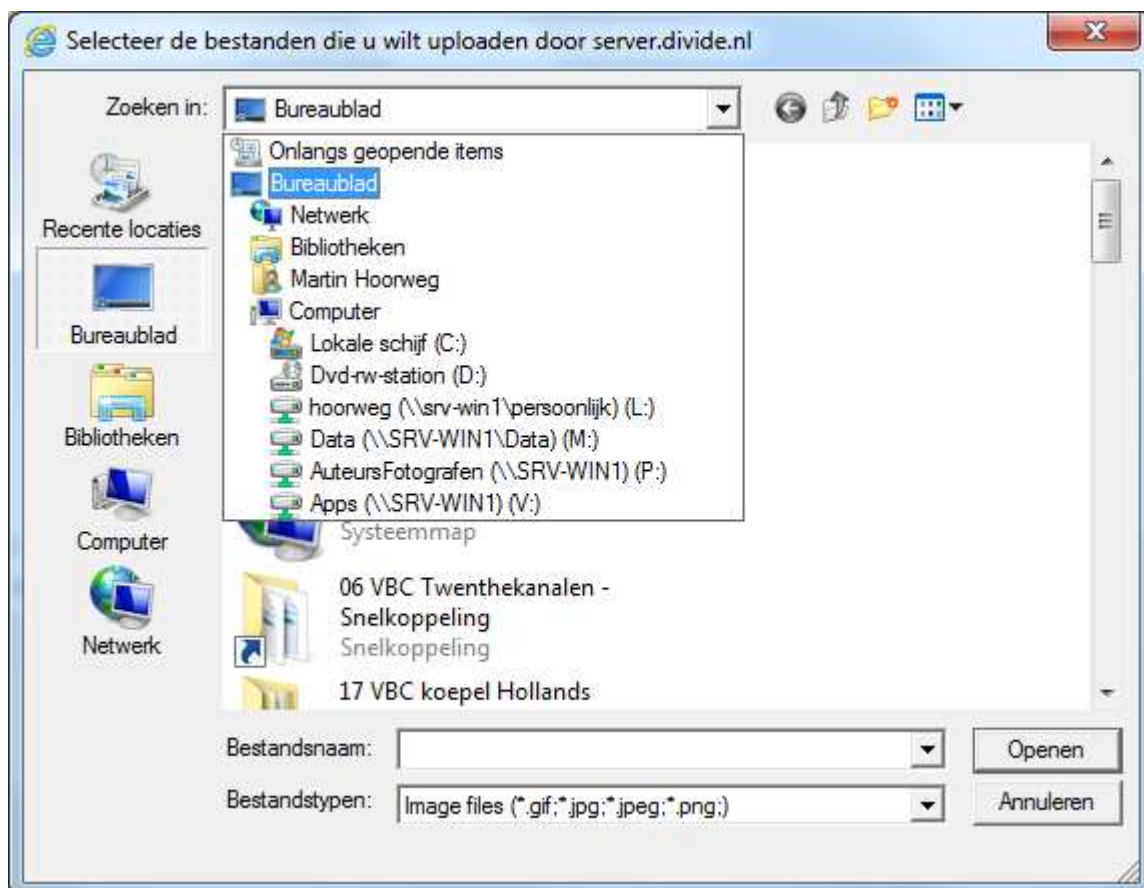 Selecteer de bestanden die u wilt uploaden door server.divide.nl
Zoeken in:
Bureaublad
Onlangs geopende items
Bureaublad
Netwerk
Bibliotheken
Martin Hoorweg
Computer
Lokale schijf (C:)
Dvd-rw-station (D:)
hoorweg (\\srv-win1\persoonlijk) (L:)
Data (\\SRV-WIN1\Data) (M:)
AuteursFotografen (\\SRV-WIN1) (P:)
Apps (\\SRV-WIN1) (V:)
Recente locaties
Bureaublad
Bibliotheken
Computer
Netwerk
Systeemmap
06 VBC Twenthekanalen -
Snelkoppeling
Snelkoppeling
17 VBC koepel Hollands
Bestandsnaam:
Openen
Bestandstypen:
Image files (*.gif;*.jpg;*.jpeg;*.png;)
Annuleren